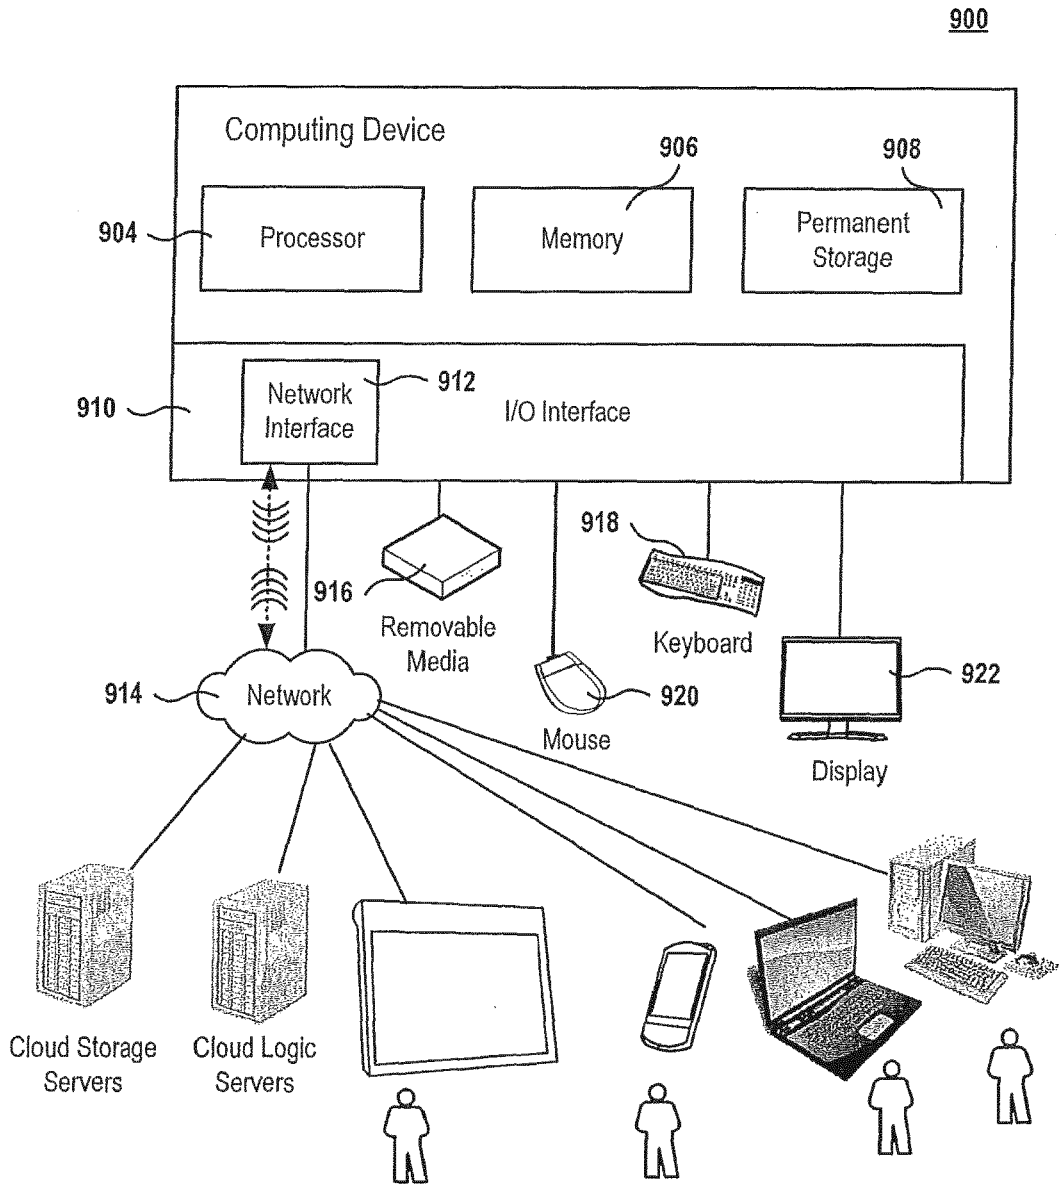 900
Computing Device
906
908
904
Processor
Memory
Permanent
Storage
910
Network
Interface
912
I/O Interface
918
916
Removable
Media
Keyboard
914
Network
920
922
Mouse
Display
Cloud Storage
Servers
Cloud Logic
Servers